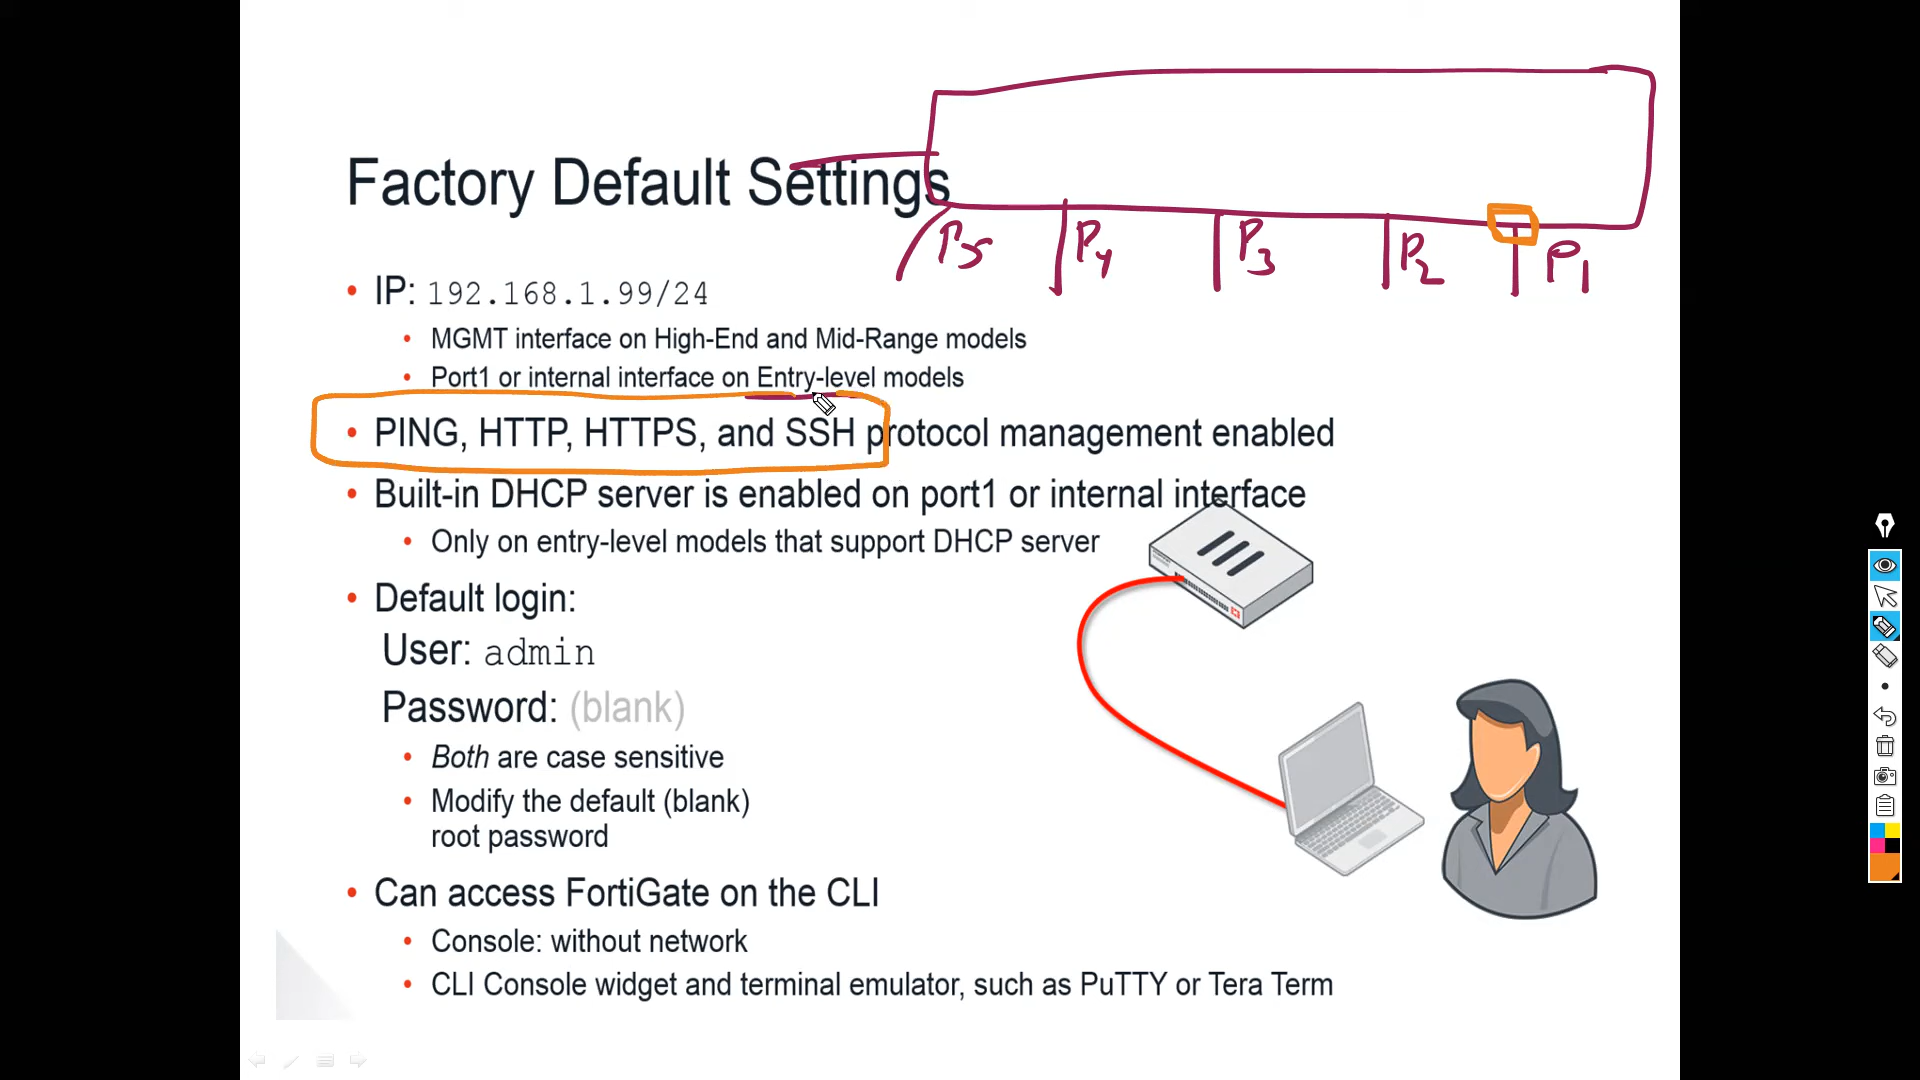 Factory Default Settings
P5 P4 P3 P2 P1
• IP: 192.168.1.99/24
• MGMT interface on High-End and Mid-Range models
• Port1 or internal interface on Entry-level models
• PING, HTTP, HTTPS, and SSH protocol management enabled
• Built-in DHCP server is enabled on port1 or internal interface
• Only on entry-level models that support DHCP server
• Default login:
User: admin
Password: (blank)
• Both are case sensitive
• Modify the default (blank)
root password
• Can access FortiGate on the CLI
• Console: without network
• CLI Console widget and terminal emulator, such as PuTTY or Tera Term